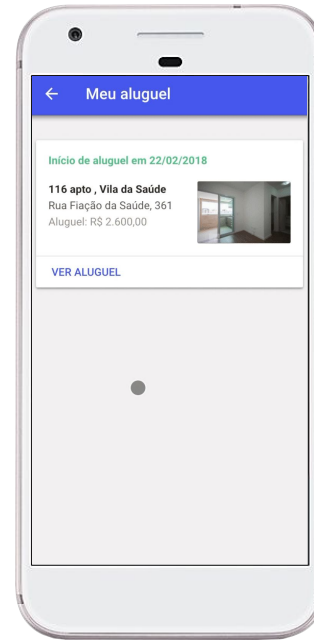 Meu aluguel
Início de aluguel em 22/02/2018
116 apto , Vila da Saúde
Rua Fiação da Saúde, 361
Aluguel: R$ 2.600,00
VER ALUGUEL